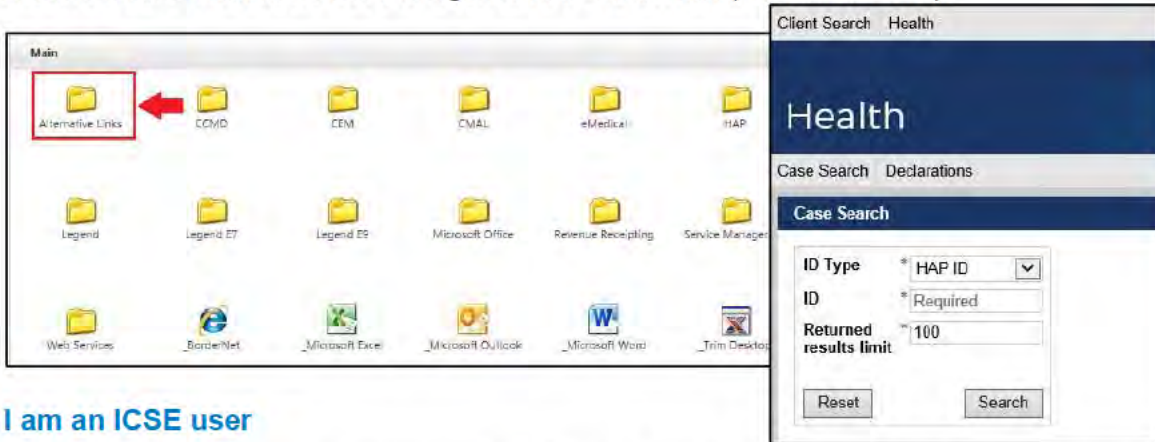 Main
Alternative Links CCMD CEM CMAL eMedical HAP
Legend Legend E7 Legend E9 Microsoft Office Revenue Receipting Service Manager
Web Services _BorderNet _Microsoft Excel _Microsoft Outlook _Microsoft Word _Trim Desktop
I am an ICSE user
Client Search Health
Health
Case Search Declarations
Case Search
ID Type * HAP ID
ID * Required
Returned * 100
results limit
Reset Search